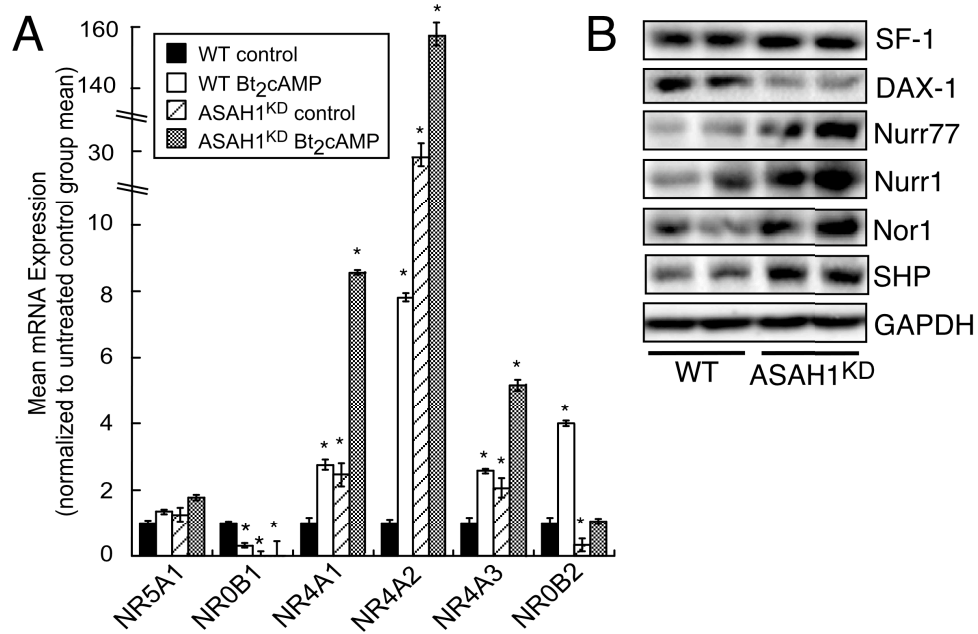 A
Mean mRNA Expression
(normalized to untreated control group mean)
160
140
30
10
8
6
4
2
0
WT control
WT Bt2cAMP
ASAH1KD control
ASAH1KD Bt2cAMP
* * * * * * * * * * * * * * *
NR5A1
NR0B1
NR4A1
NR4A2
NR4A3
NR0B2
B
SF-1
DAX-1
Nurr77
Nurr1
Nor1
SHP
GAPDH
WT
ASAH1KD